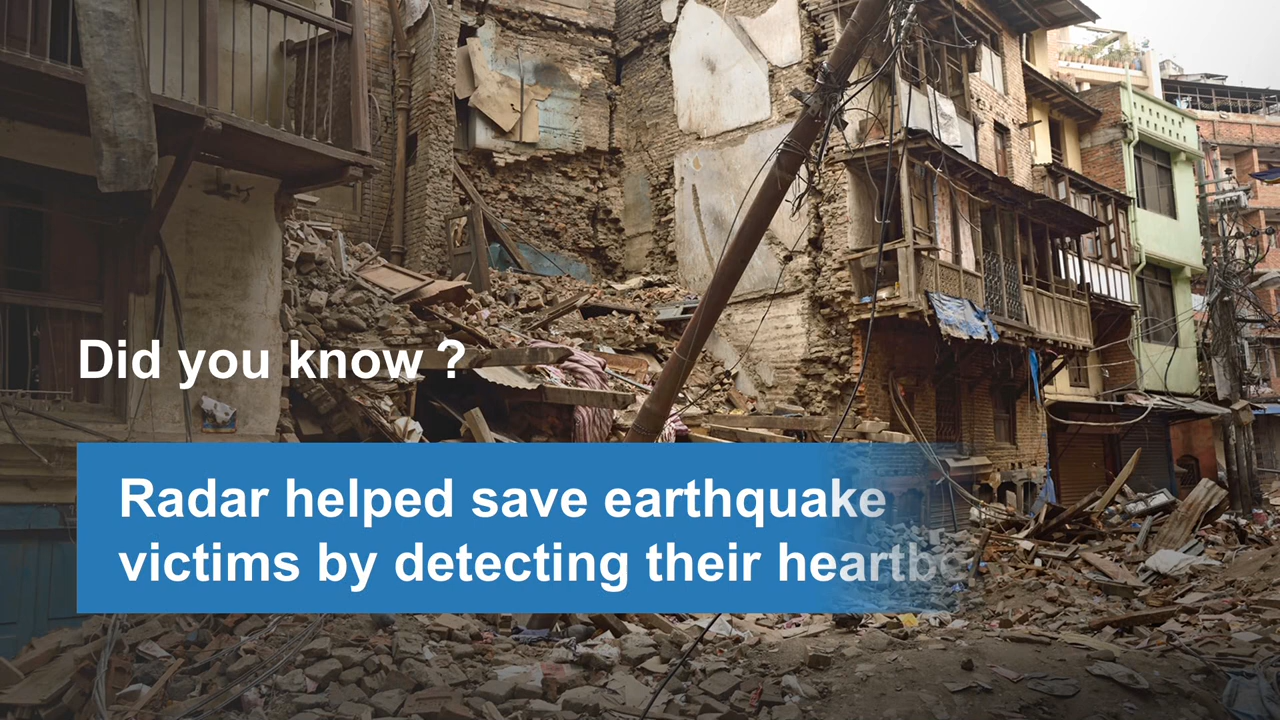 Did you know ?
Radar helped save earthquake
victims by detecting their